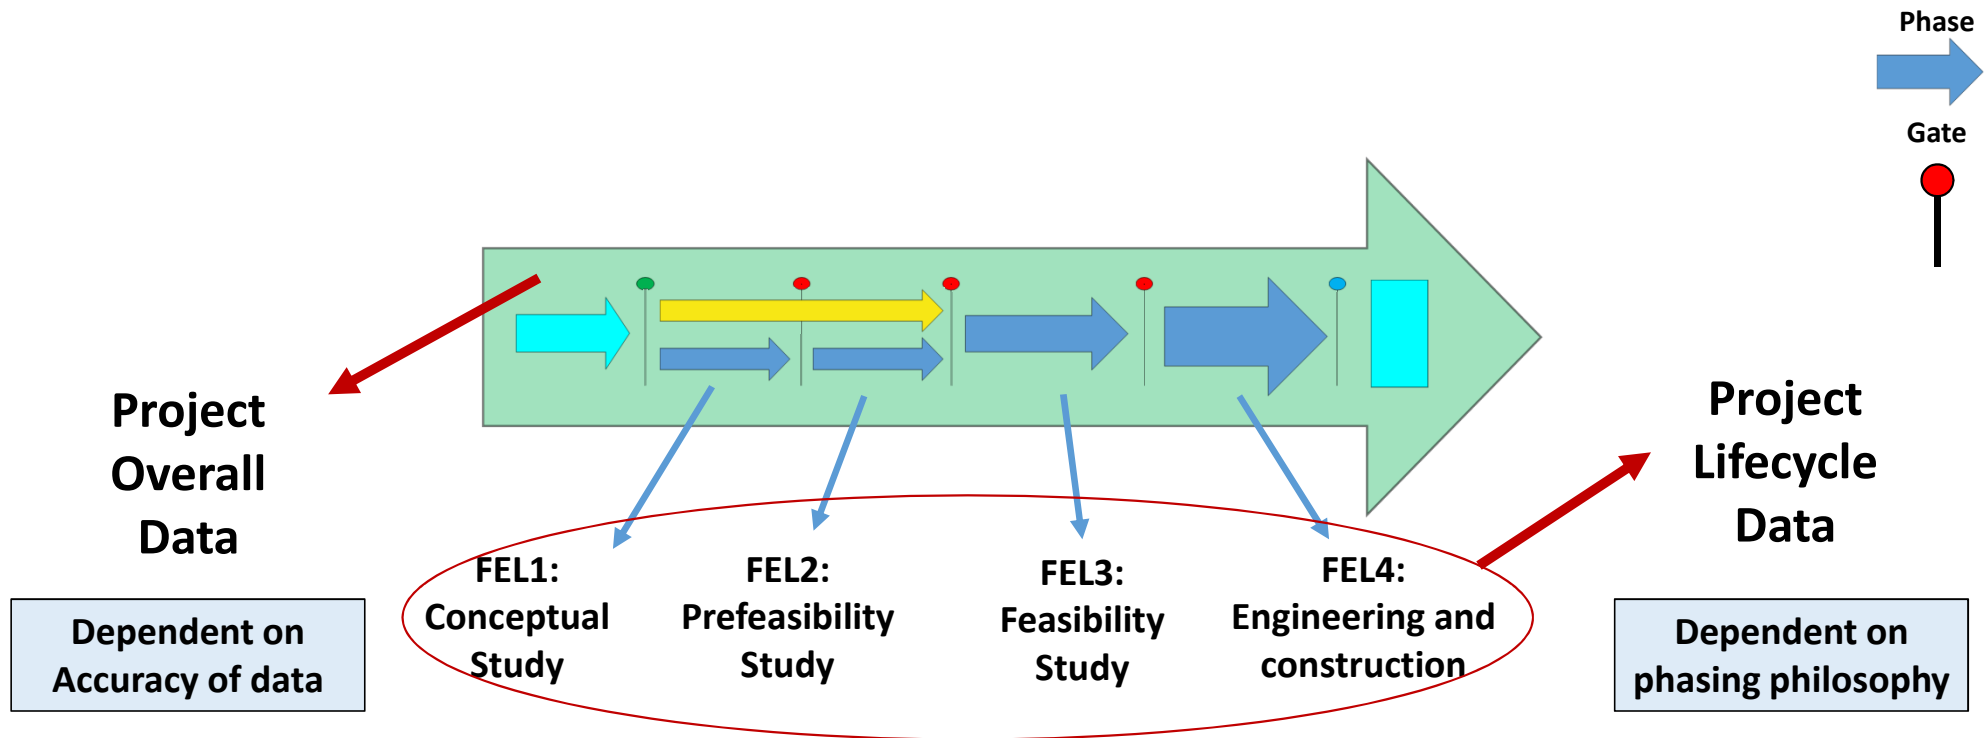 Phase
Gate
Project
Overall
Data
Dependent on
Accuracy of data
FEL1:
Conceptual
Study
FEL2:
Prefeasibility
Study
FEL3:
Feasibility
Study
FEL4:
Engineering and
construction
Project
Lifecycle
Data
Dependent on
phasing philosophy